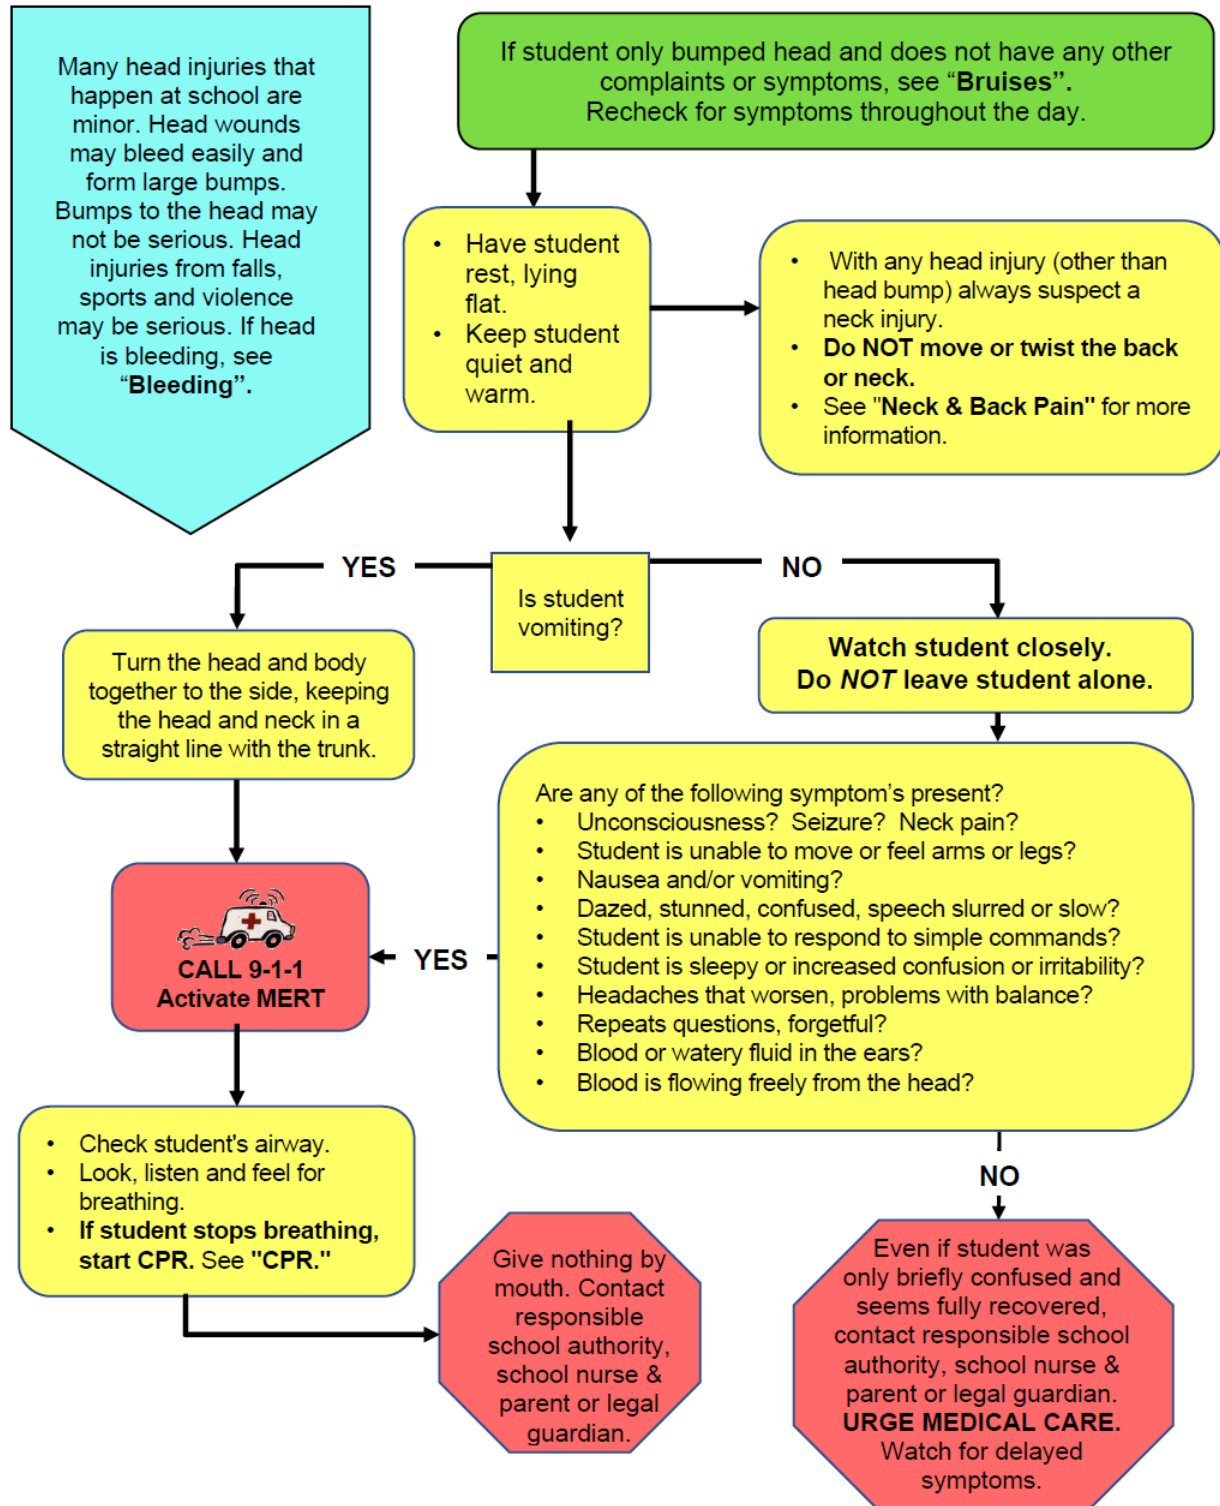 Many head injuries that
happen at school are
minor. Head wounds
may bleed easily and
form large bumps.
Bumps to the head may
not be serious. Head
injuries from falls,
sports and violence
may be serious. If head
is bleeding, see
“Bleeding”.
If student only bumped head and does not have any other
complaints or symptoms, see “Bruises”.
Recheck for symptoms throughout the day.
• Have student
rest, lying
flat.
• Keep student
quiet and
warm.
• With any head injury (other than
head bump) always suspect a
neck injury.
• Do NOT move or twist the back
or neck.
• See "Neck & Back Pain" for more
information.
Is student
vomiting?
YES
NO
Turn the head and body
together to the side, keeping
the head and neck in a
straight line with the trunk.
Watch student closely.
Do NOT leave student alone.
Are any of the following symptom’s present?
• Unconsciousness? Seizure? Neck pain?
• Student is unable to move or feel arms or legs?
• Nausea and/or vomiting?
• Dazed, stunned, confused, speech slurred or slow?
• Student is unable to respond to simple commands?
• Student is sleepy or increased confusion or irritability?
• Headaches that worsen, problems with balance?
• Repeats questions, forgetful?
• Blood or watery fluid in the ears?
• Blood is flowing freely from the head?
YES
CALL 9-1-1
Activate MERT
• Check student's airway.
• Look, listen and feel for
breathing.
• If student stops breathing,
start CPR. See "CPR."
Give nothing by
mouth. Contact
responsible
school authority,
school nurse &
parent or legal
guardian.
NO
Even if student was
only briefly confused and
seems fully recovered,
contact responsible school
authority, school nurse &
parent or legal guardian.
URGE MEDICAL CARE.
Watch for delayed
symptoms.